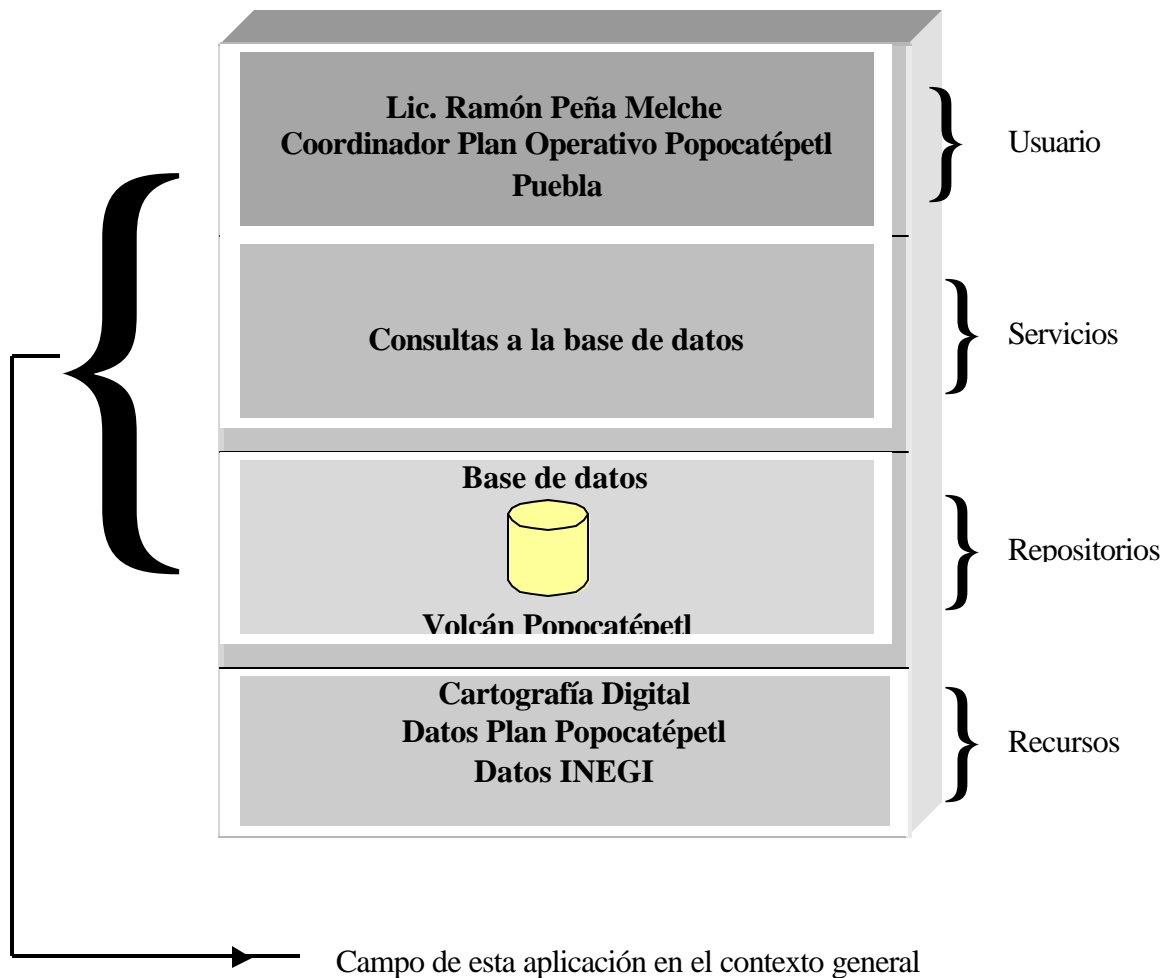 Lic. Ramón Peña Melche
Coordinador Plan Operativo Popocatépetl
Puebla
Usuario
Consultas a la base de datos
Servicios
Base de datos
Volcán Popocatépetl
Repositorios
Cartografía Digital
Datos Plan Popocatépetl
Datos INEGI
Recursos
Campo de esta aplicación en el contexto general